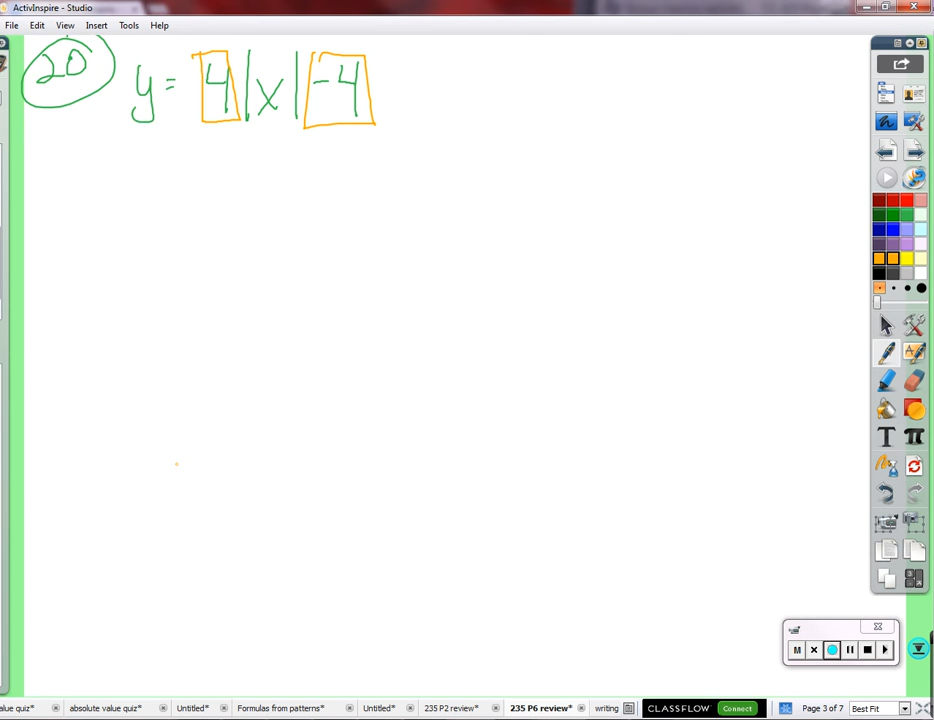 ActivInspire - Studio
File Edit View Insert Tools Help
20 y = 4|x|-4
M
alue quiz* absolute value quiz* Untitled* Formulas from patterns* Untitled* 235 P2 review* 235 P6 review* writing CLASSFLOW Connect Page 3 of 7 Best Fit